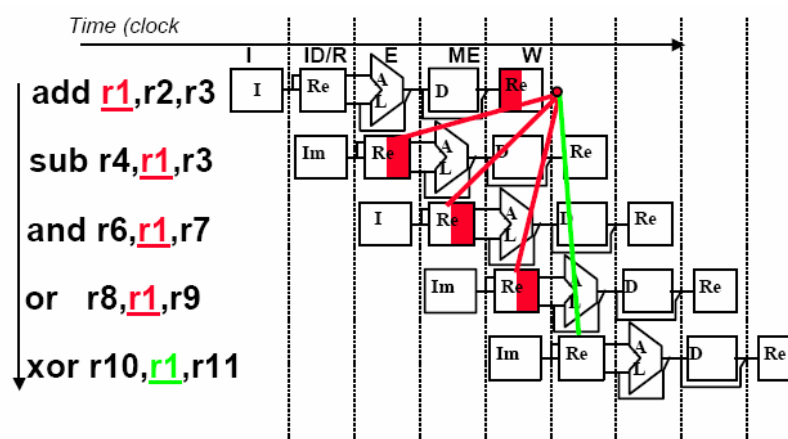 Time (clock
I ID/R E ME W
add r1,r2,r3 I Re A L D Re
sub r4,r1,r3 Im Re A L D Re
and r6,r1,r7 I Re A L D Re
or r8,r1,r9 Im Re A L D Re
xor r10,r1,r11 Im Re A L D Re